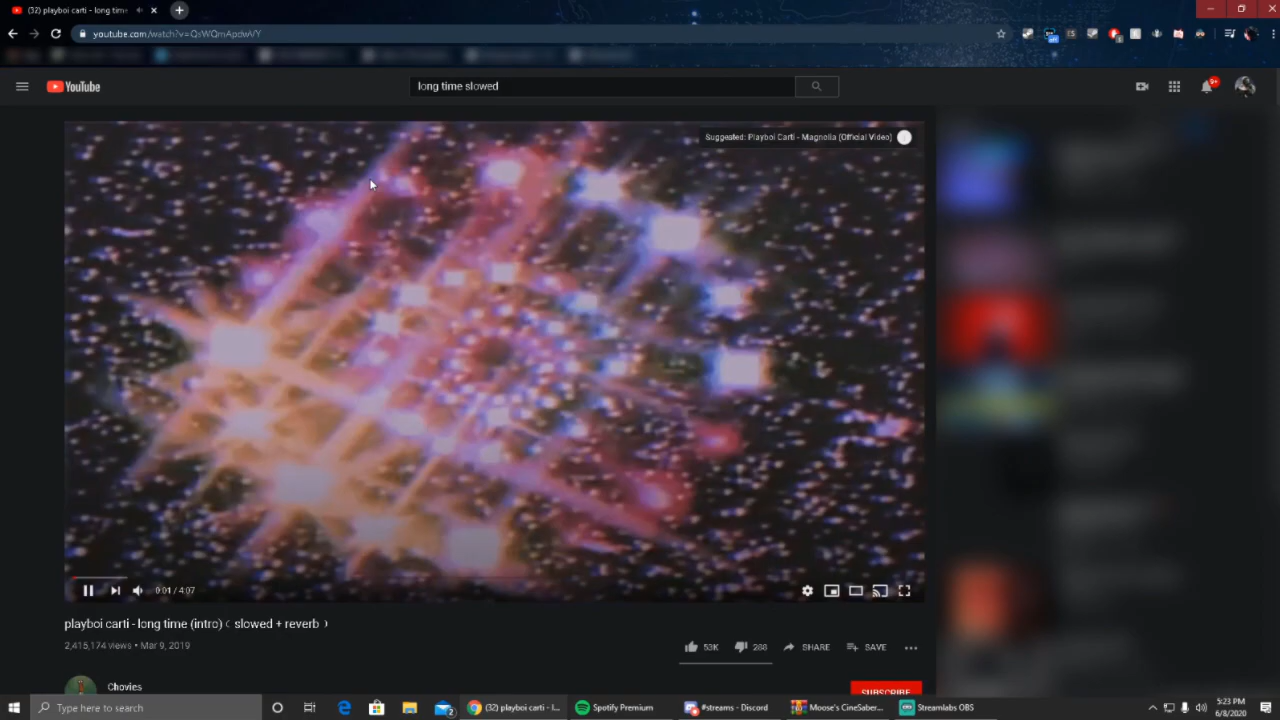 (32) playboi carti - long time
youtube.com/watch?v=QsWQmApdwVY
YouTube
long time slowed
9+
Suggested: Playboi Carti - Magnolia (Official Video)
0:01 / 4:07
playboi carti - long time (intro) ﹤ slowed + reverb ﹥
2,415,174 views • Mar 9, 2019
53K
288
SHARE
SAVE
Chovies
SUBSCRIBE
Type here to search
2
(32) playboi carti - l...
Spotify Premium
#streams - Discord
Moose's CineSaber...
Streamlabs OBS
5:23 PM
6/8/2020